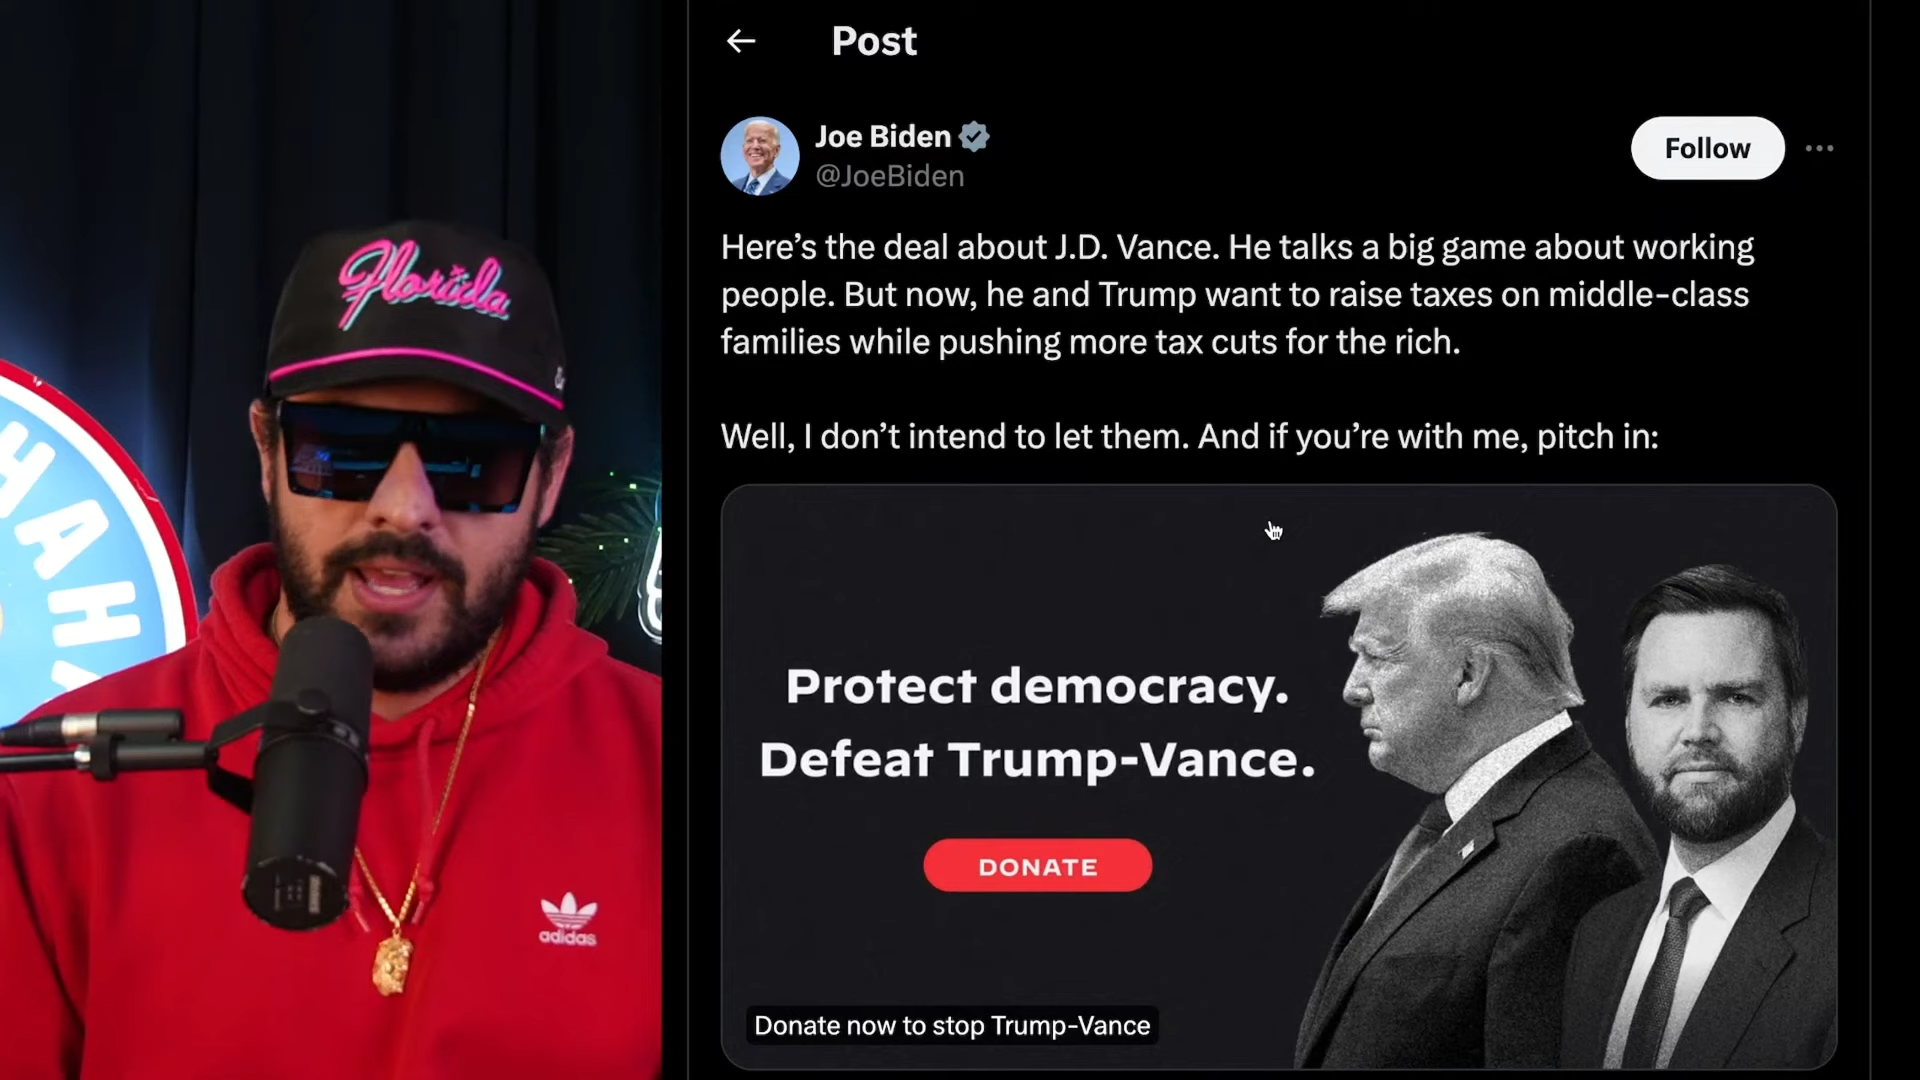 Post
Joe Biden
@JoeBiden
Follow
Here’s the deal about J.D. Vance. He talks a big game about working
people. But now, he and Trump want to raise taxes on middle-class
families while pushing more tax cuts for the rich.
Well, I don’t intend to let them. And if you’re with me, pitch in:
Protect democracy.
Defeat Trump-Vance.
DONATE
Donate now to stop Trump-Vance
Florida
adidas
HAH